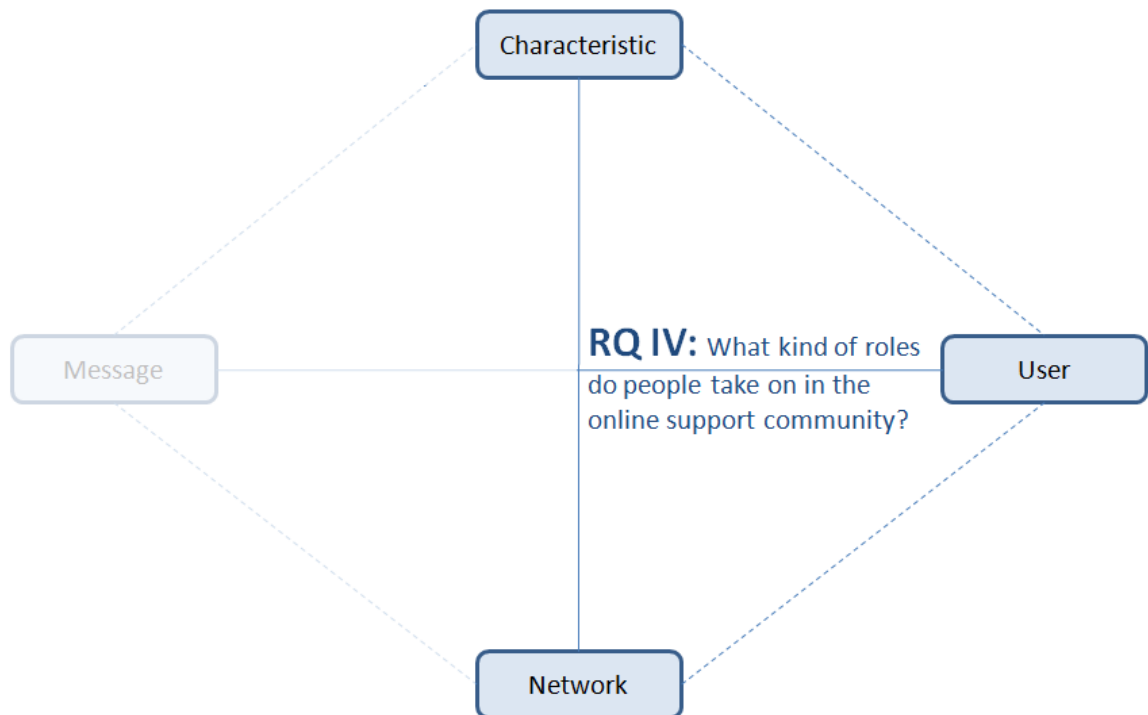 Characteristic
Message
RQ IV: What kind of roles
do people take on in the
online support community?
User
Network